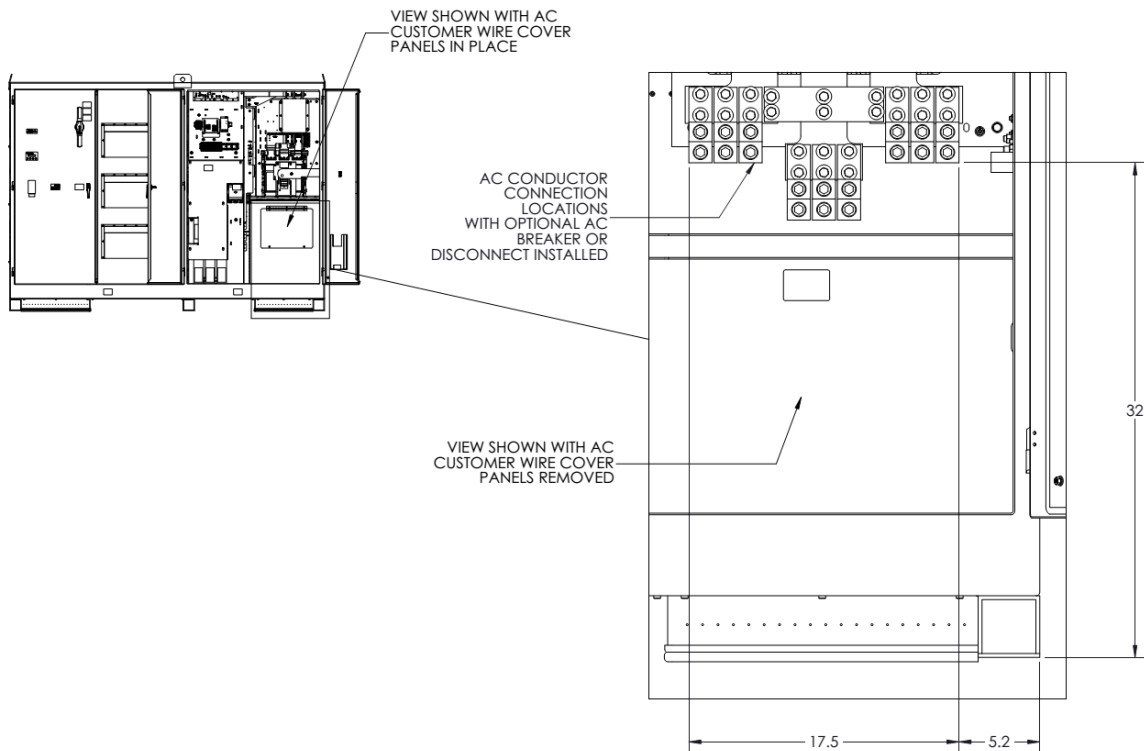 VIEW SHOWN WITH AC
CUSTOMER WIRE COVER
PANELS IN PLACE
AC CONDUCTOR
CONNECTION
LOCATIONS
WITH OPTIONAL AC
BREAKER OR
DISCONNECT INSTALLED
VIEW SHOWN WITH AC
CUSTOMER WIRE COVER
PANELS REMOVED
32
17.5
5.2